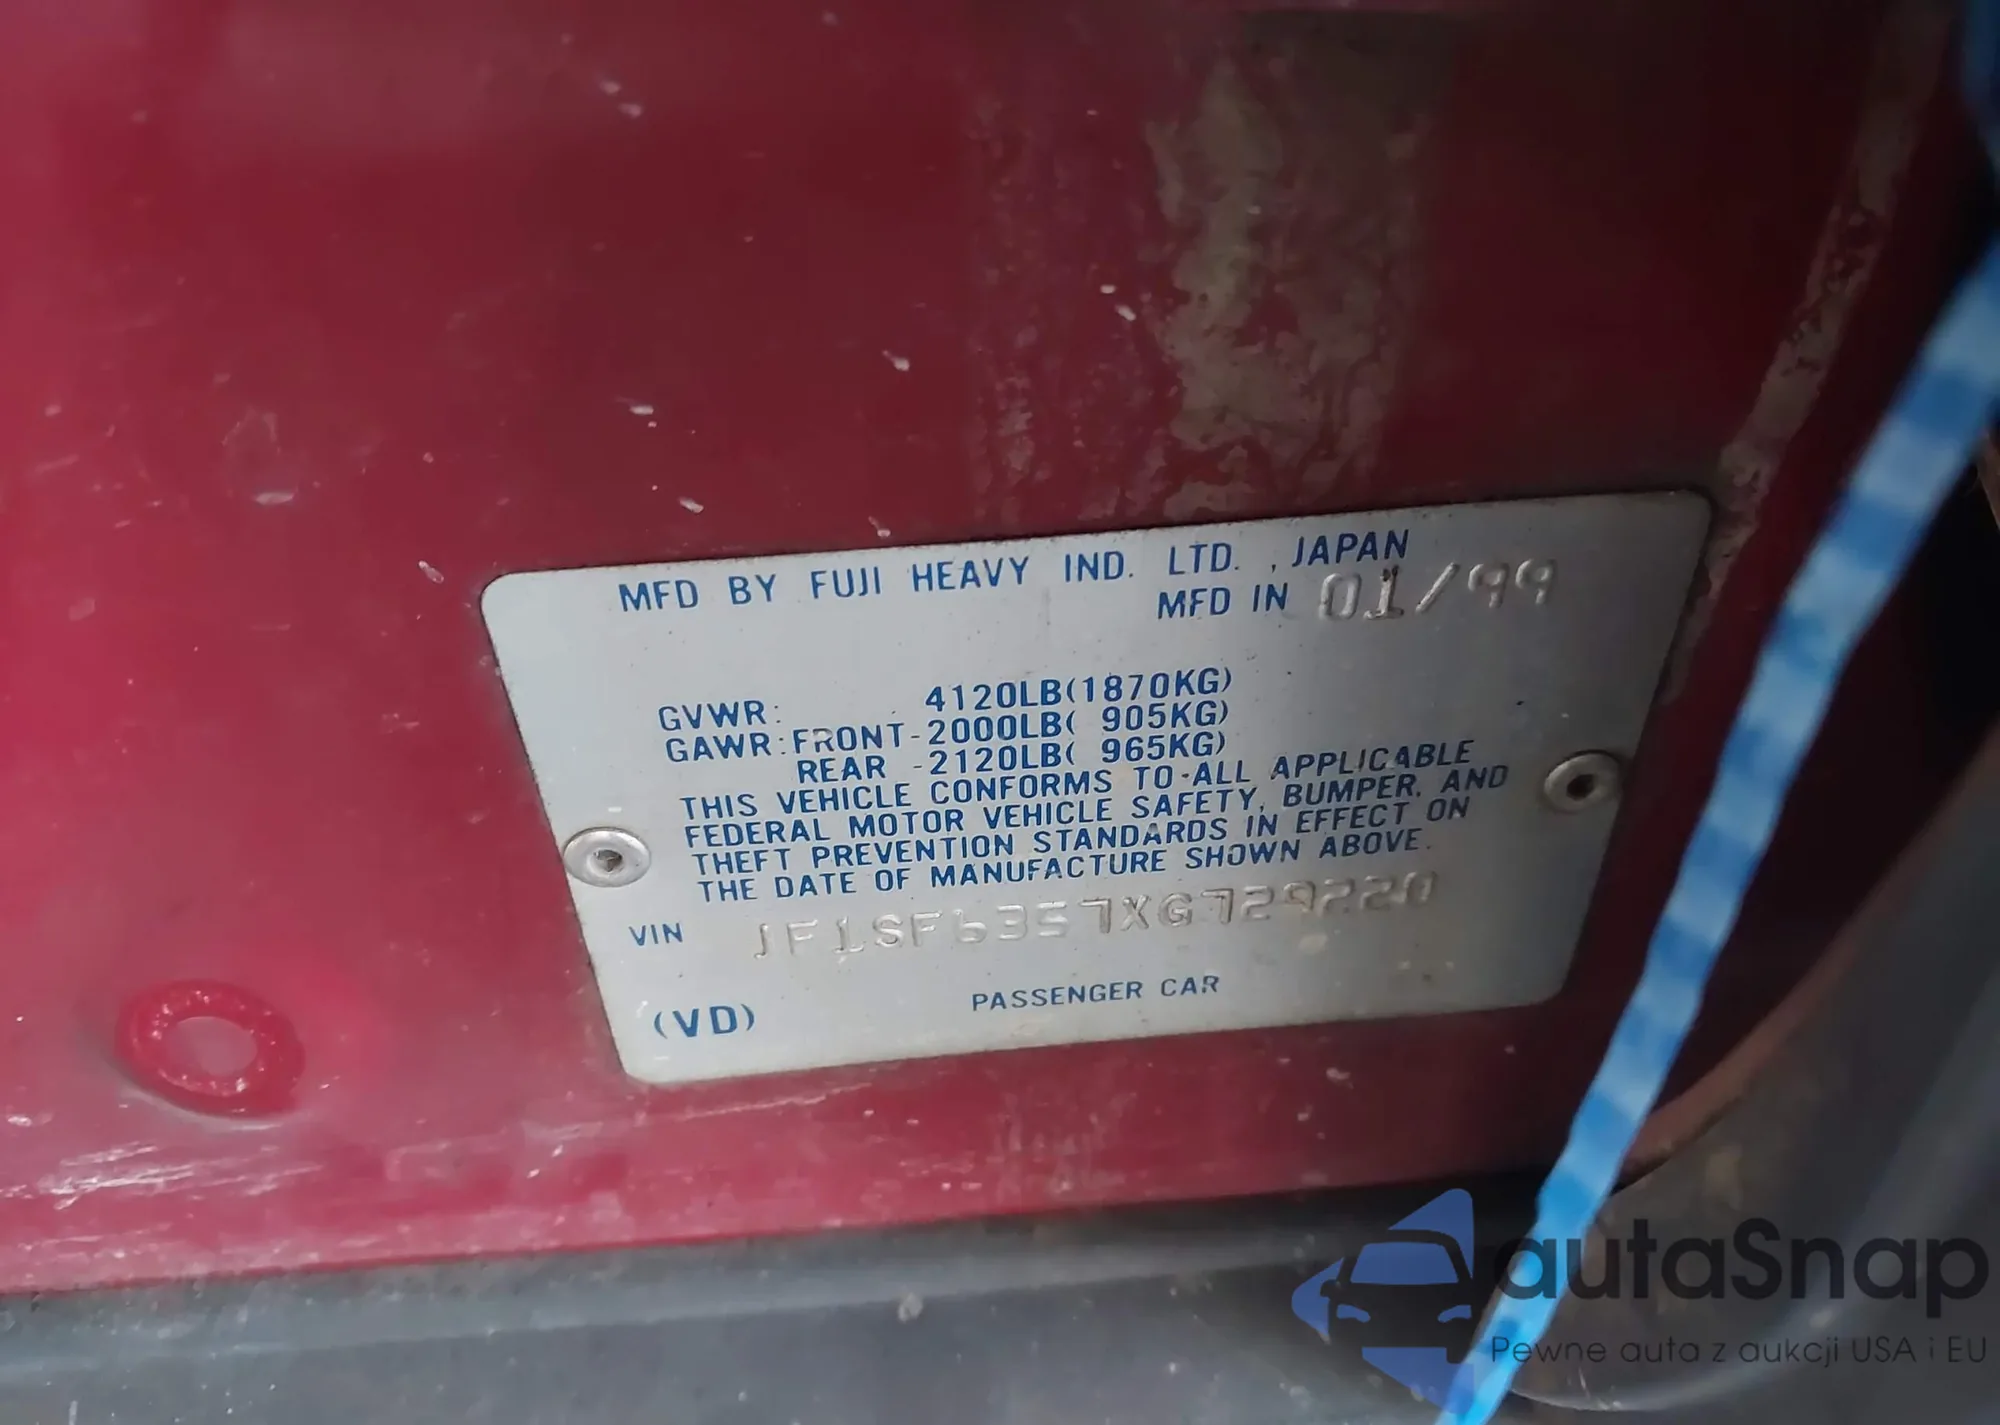 MFD BY FUJI HEAVY IND. LTD. , JAPAN
MFD IN 01/99
GVWR: 4120LB(1870KG)
GAWR:FRONT-2000LB( 905KG)
REAR -2120LB( 965KG)
THIS VEHICLE CONFORMS TO ALL APPLICABLE
FEDERAL MOTOR VEHICLE SAFETY, BUMPER, AND
THEFT PREVENTION STANDARDS IN EFFECT ON
THE DATE OF MANUFACTURE SHOWN ABOVE.
VIN JF1SF6357XG729220
(VD) PASSENGER CAR
autaSnap
Pewne auta z aukcji USA i EU